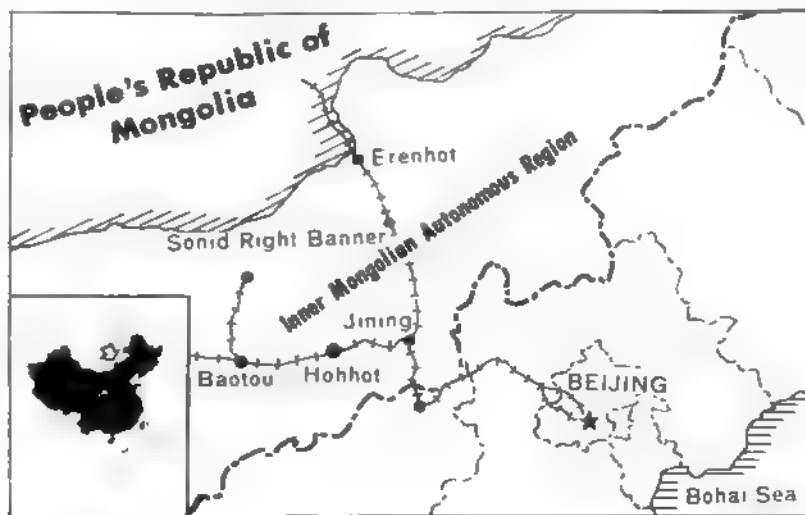 People's Republic of
Mongolia
Erenhot
Inner Mongolian Autonomous Region
Sonid Right Banner
Jining
Baotou
Hohhot
BEIJING
Bohai Sea